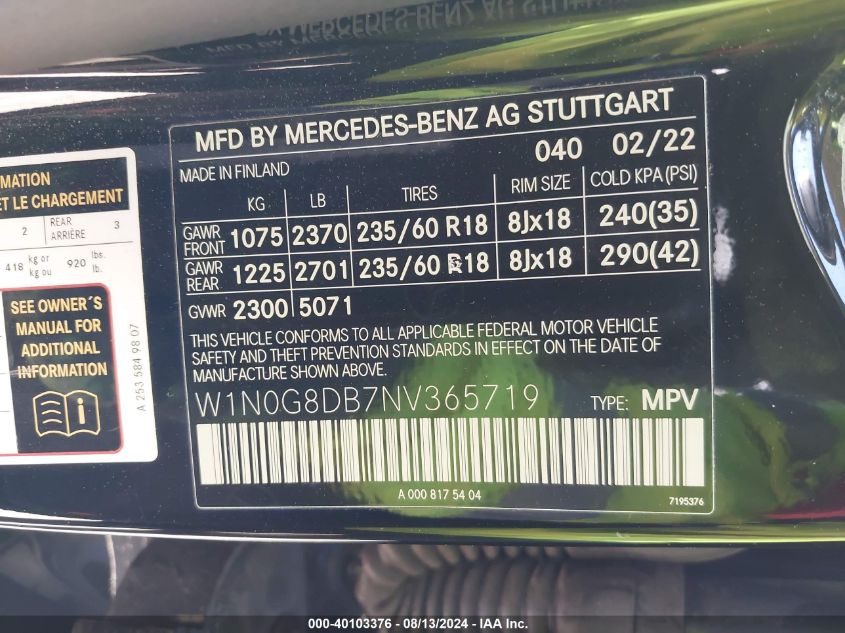 MFD BY MERCEDES-BENZ AG STUTTGART
040 02/22
MADE IN FINLAND
KG LB TIRES RIM SIZE COLD KPA (PSI)
GAWR FRONT 1075 2370 235/60 R18 8Jx18 240(35)
GAWR REAR 1225 2701 235/60 R18 8Jx18 290(42)
GVWR 2300 5071
THIS VEHICLE CONFORMS TO ALL APPLICABLE FEDERAL MOTOR VEHICLE
SAFETY AND THEFT PREVENTION STANDARDS IN EFFECT ON THE DATE OF
MANUFACTURE SHOWN ABOVE.
W1N0G8DB7NV365719 TYPE: MPV
A 000 817 54 04
7195376
ET LE CHARGEMENT
2 REAR ARRIÈRE 3
418 kg or kg ou 920 lbs. lb.
SEE OWNER´S
MANUAL FOR
ADDITIONAL
INFORMATION
A 253 584 98 07
000-40103376 - 08/13/2024 - IAA Inc.